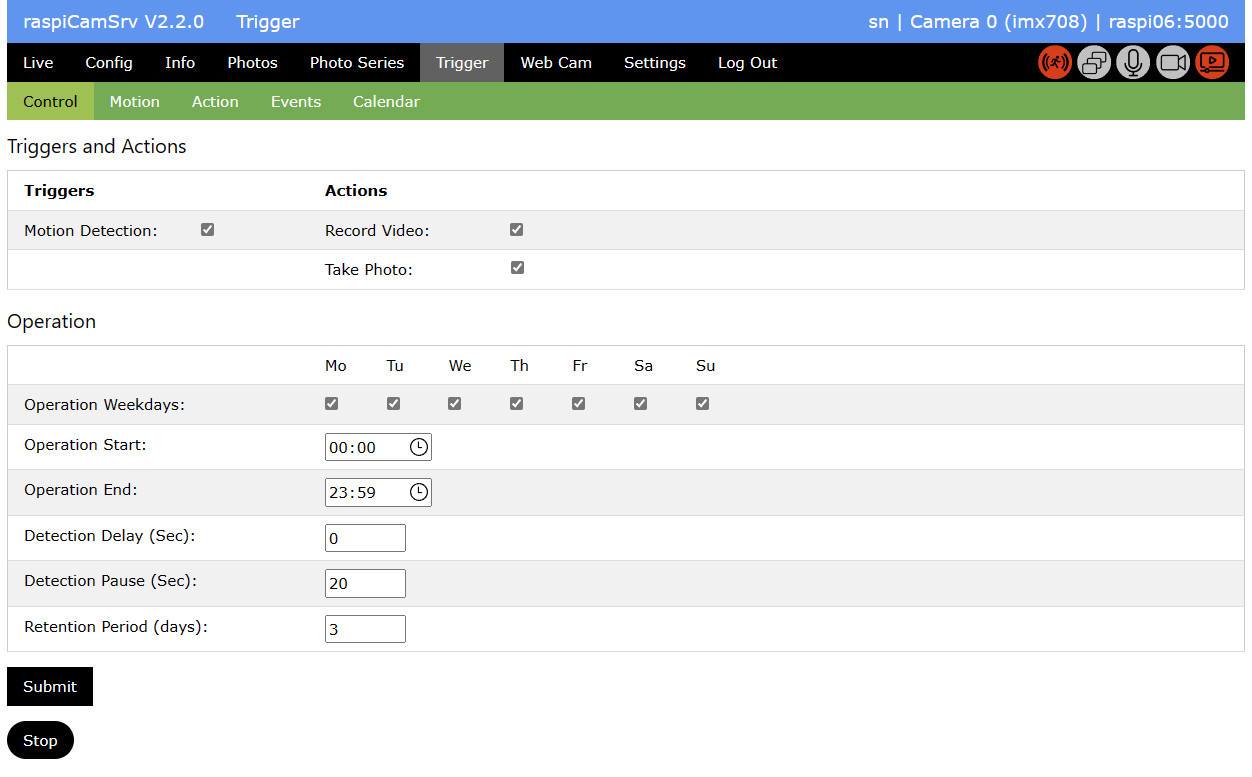 raspiCamSrv V2.2.0 Trigger sn | Camera 0 (imx708) | raspi06:5000
Live Config Info Photos Photo Series Trigger Web Cam Settings Log Out
Control Motion Action Events Calendar
Triggers and Actions
Triggers Actions
Motion Detection: Record Video:
Take Photo:
Operation
Mo Tu We Th Fr Sa Su
Operation Weekdays:
Operation Start: 00:00
Operation End: 23:59
Detection Delay (Sec): 0
Detection Pause (Sec): 20
Retention Period (days): 3
Submit
Stop